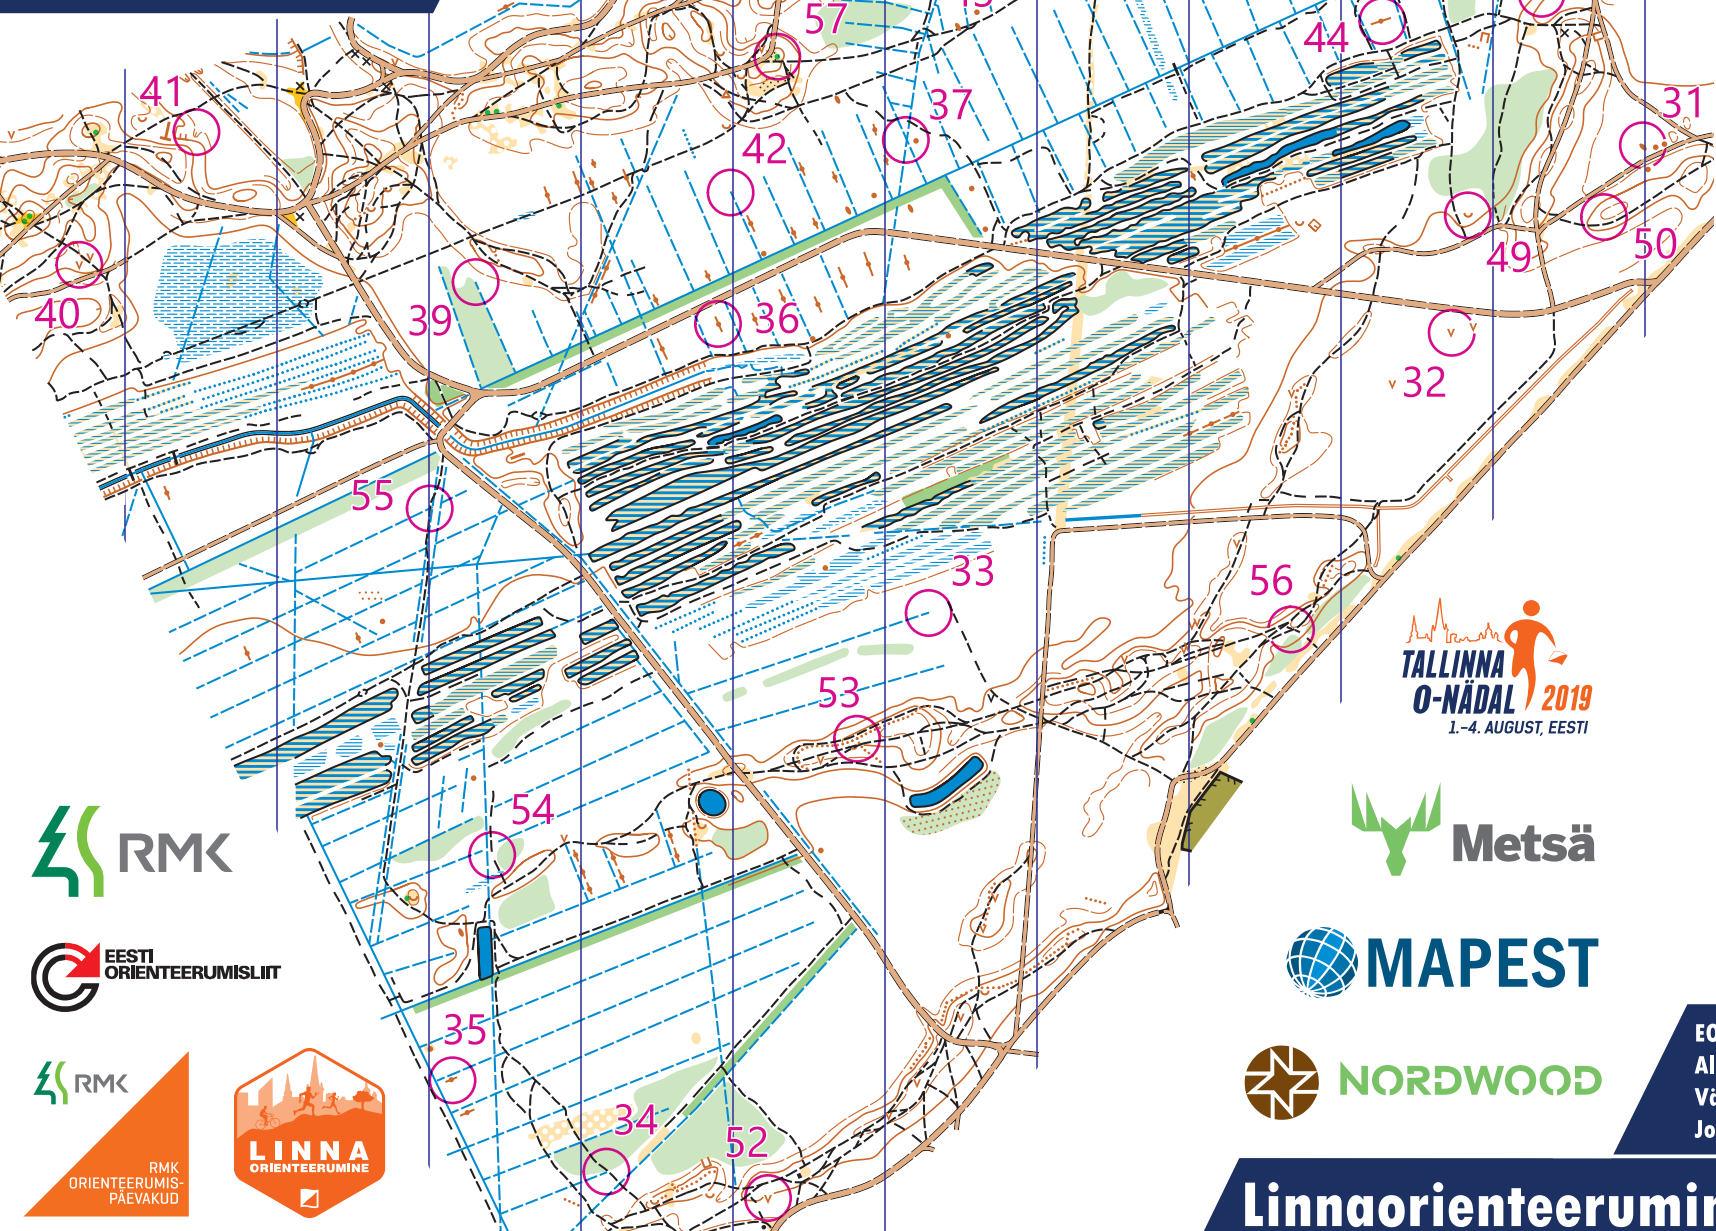 57
44
41
37
31
42
49
50
40
39
36
32
55
33
56
53
54
35
34
52
TALLINNA
O-NÄDAL 2019
1.-4. AUGUST, EESTI
RMK
Metsä
EESTI
ORIENTEERUMISLIIT
MAPEST
RMK
NORDWOOD
RMK
ORIENTEERUMIS-
PÄEVAKUD
LINNA
ORIENTEERUMINE
Jo
Linnaorienteerumin